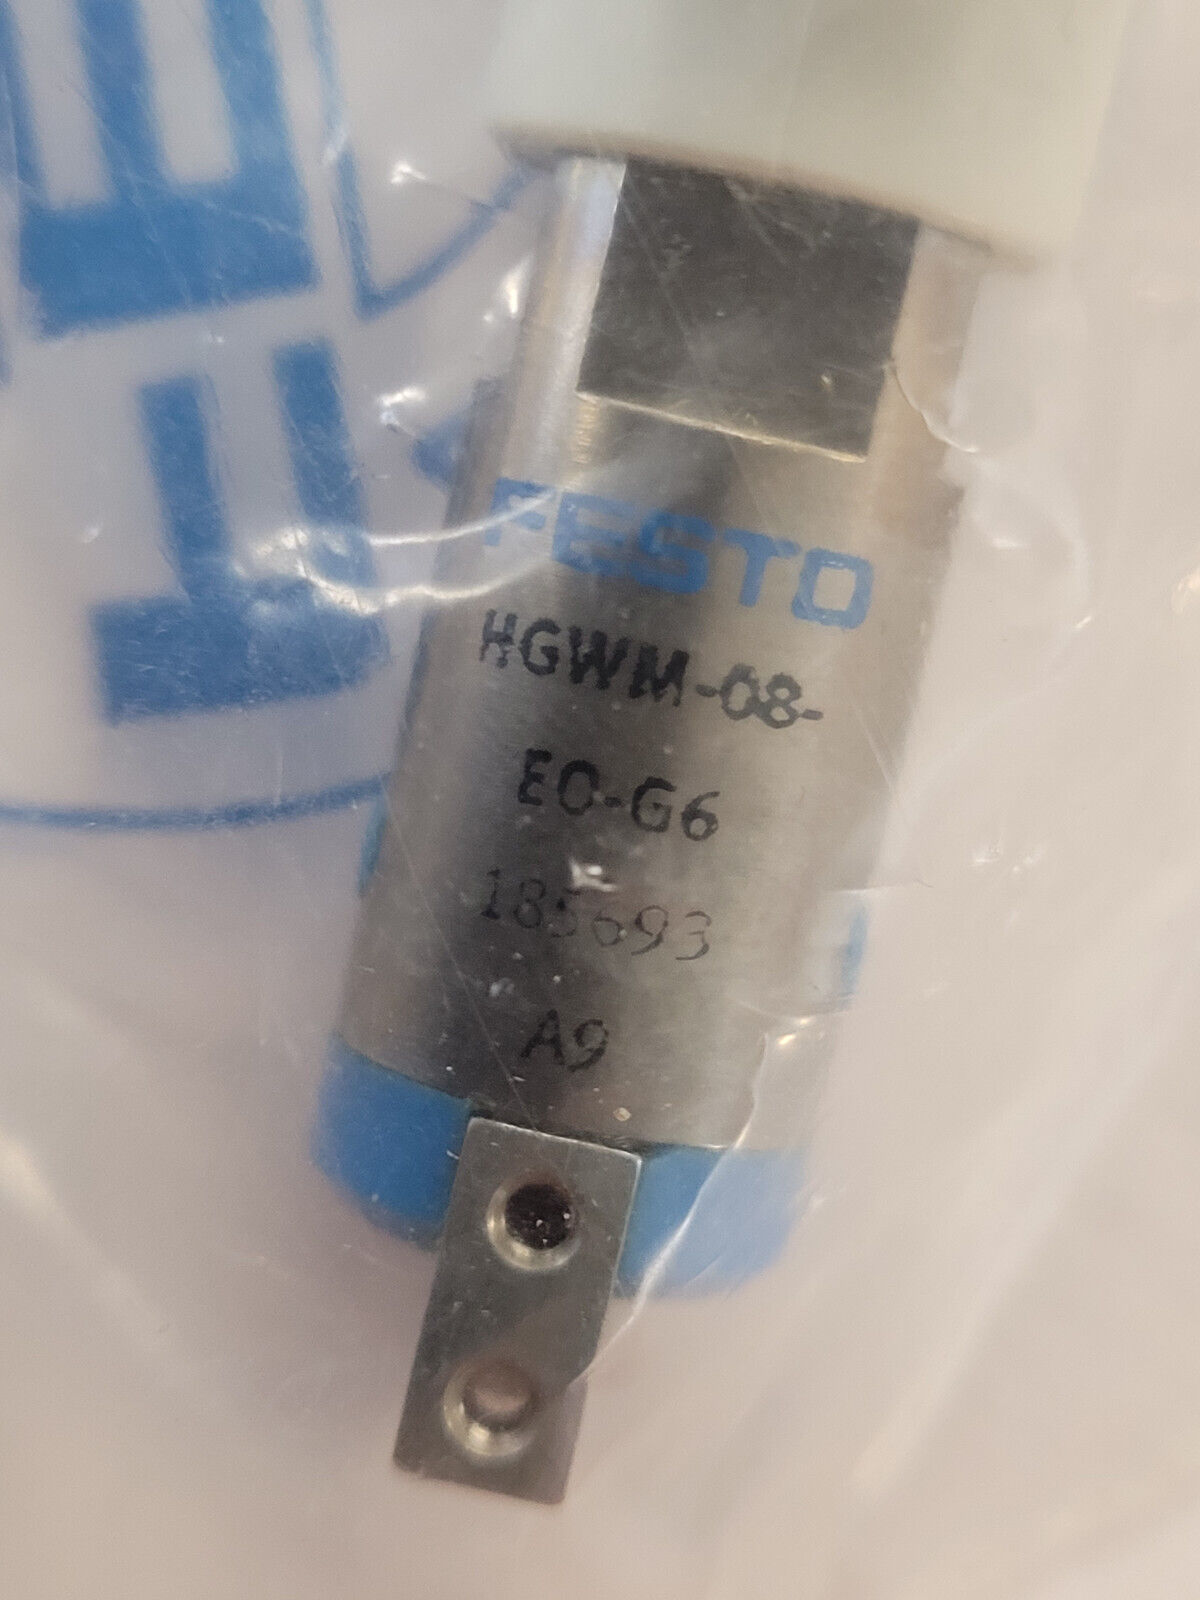 FESTO
HGWM-08-
EO-G6
185693
A9